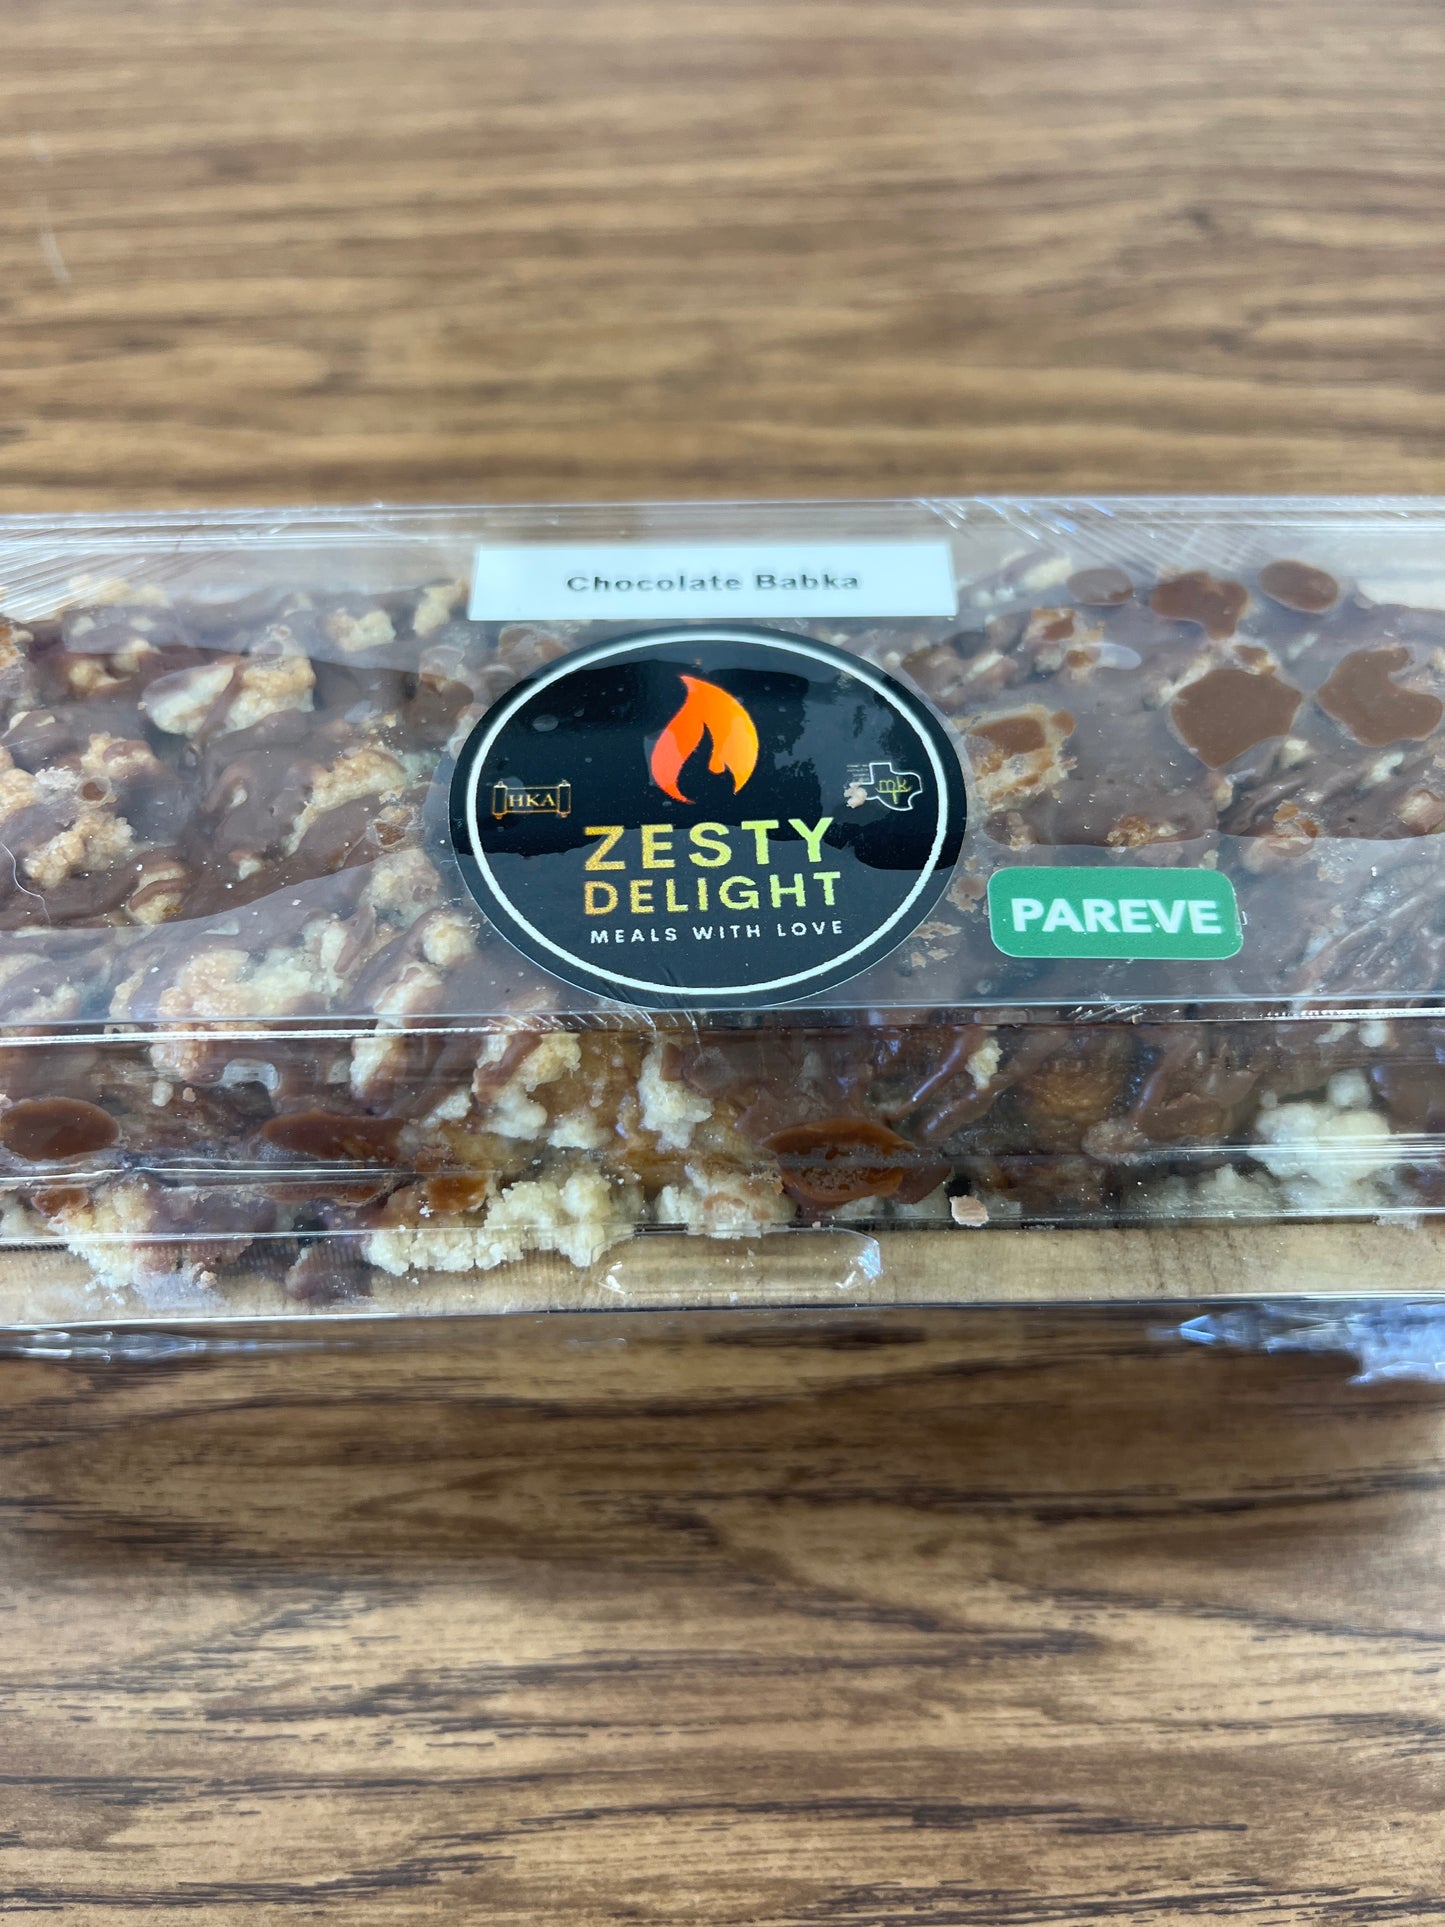 Chocolate Babka
HKA
mk
ZESTY
DELIGHT
MEALS WITH LOVE
PAREVE